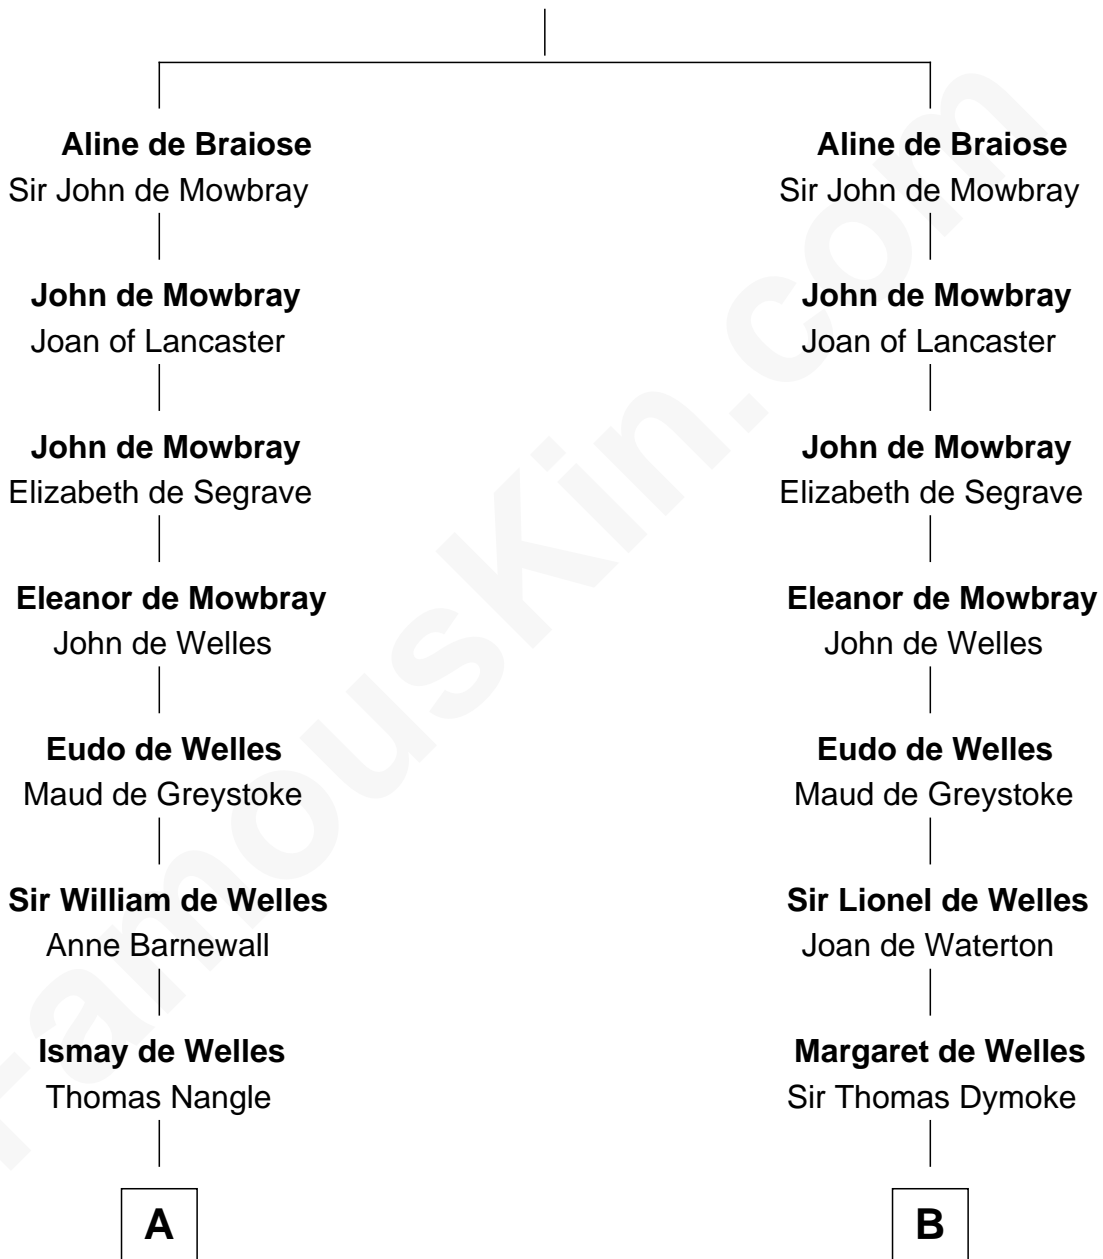 Aline de Braiose
Sir John de Mowbray
John de Mowbray
Joan of Lancaster
John de Mowbray
Elizabeth de Segrave
Eleanor de Mowbray
John de Welles
Eudo de Welles
Maud de Greystoke
Sir William de Welles
Anne Barnewall
Ismay de Welles
Thomas Nangle
A
Aline de Braiose
Sir John de Mowbray
John de Mowbray
Joan of Lancaster
John de Mowbray
Elizabeth de Segrave
Eleanor de Mowbray
John de Welles
Eudo de Welles
Maud de Greystoke
Sir Lionel de Welles
Joan de Waterton
Margaret de Welles
Sir Thomas Dymoke
B
FamousKin.com